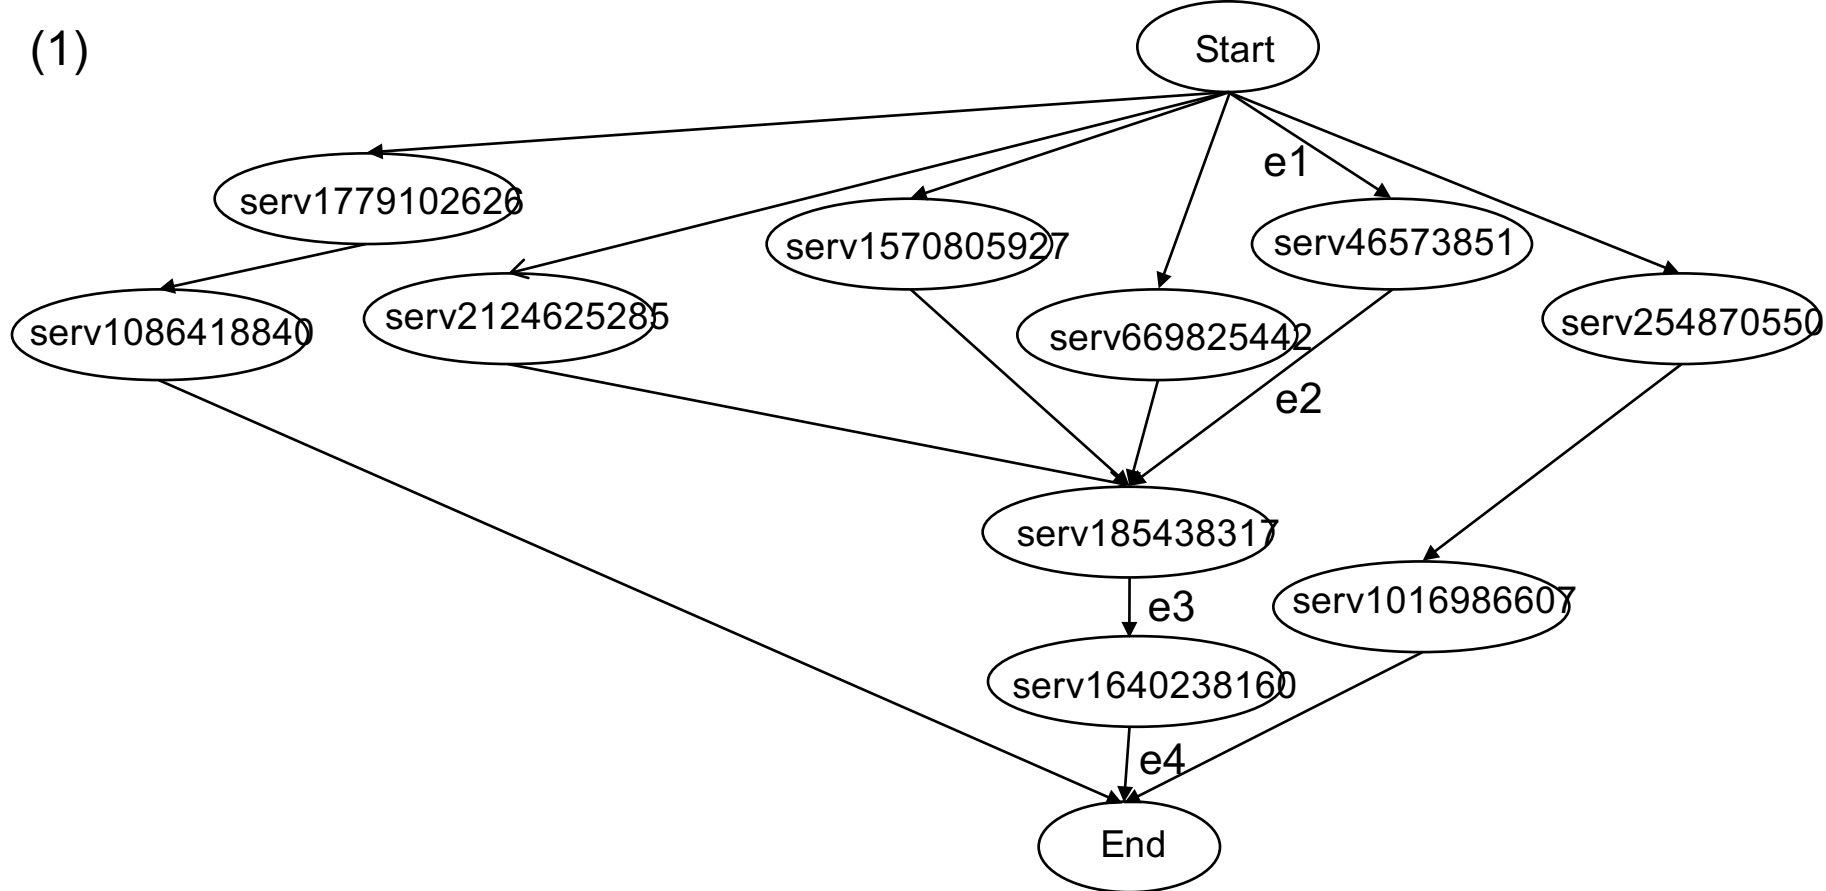 (1)
Start
e1
serv1779102626
serv1570805927
serv46573851
serv1086418840
serv2124625285
serv669825442
serv254870550
e2
serv185438317
serv1016986607
e3
serv1640238160
e4
End